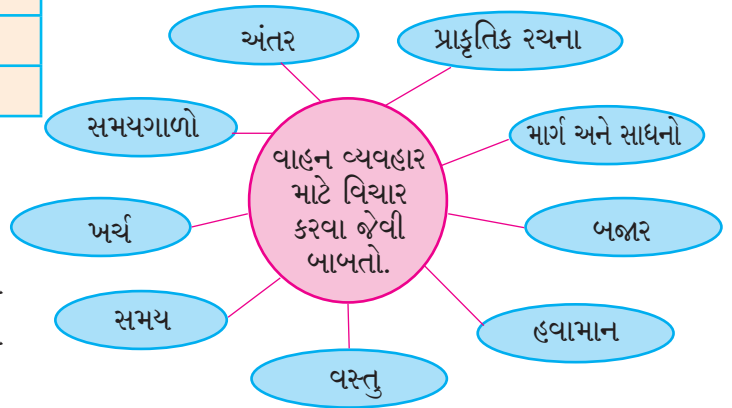 અંતર
પ્રાકૃતિક રચના
સમયગાળો
માર્ગ અને સાધનો
વાહન વ્યવહાર
માટે વિચાર
કરવા જેવી
બાબતો.
ખર્ચ
બજાર
સમય
હવામાન
વસ્તુ